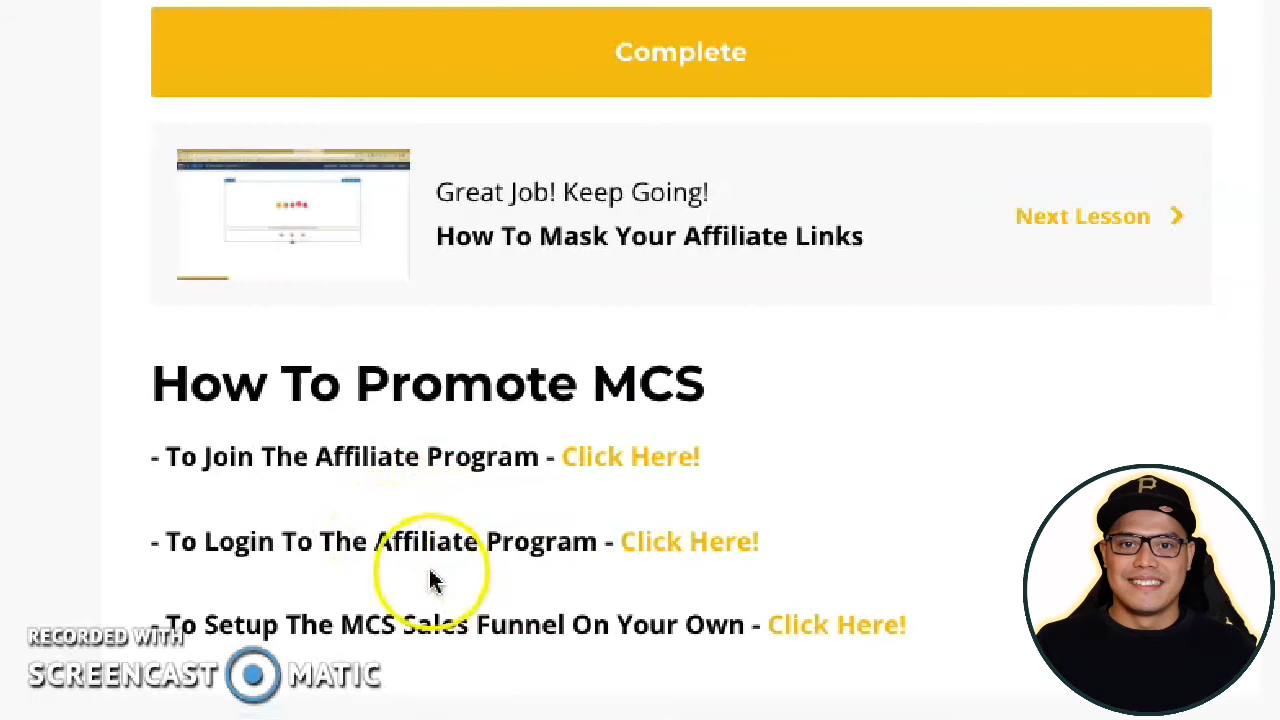 Complete
Great Job! Keep Going!
How To Mask Your Affiliate Links
Next Lesson
How To Promote MCS
- To Join The Affiliate Program - Click Here!
- To Login To The Affiliate Program - Click Here!
- To Setup The MCS Sales Funnel On Your Own - Click Here!
RECORDED WITH
SCREENCAST MATIC
P